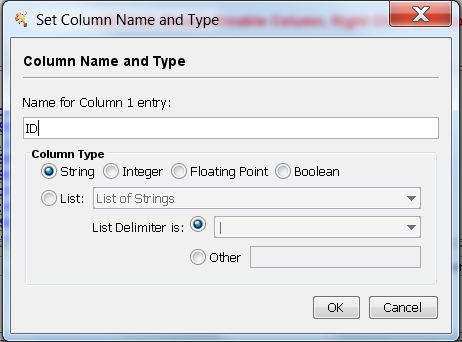 Set Column Name and Type
Column Name and Type
Name for Column 1 entry:
ID
Column Type
String Integer Floating Point Boolean
List: List of Strings
List Delimiter is: |
Other
OK Cancel